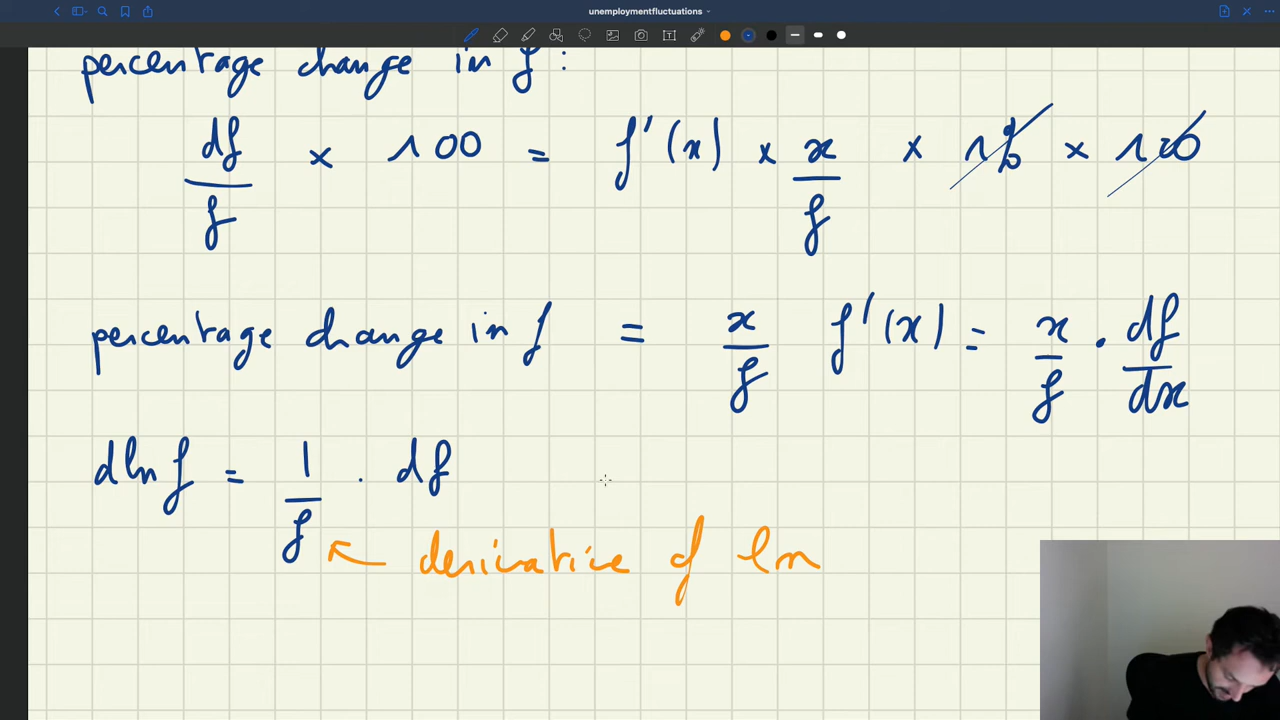 unemploymentfluctuations
percentage change in f :
df/f × 100 = f'(x) × x/f × 1% × 100
percentage change in f = x/f f'(x) = x/f · df/dx
dln f = 1/f · df
← derivative of ln